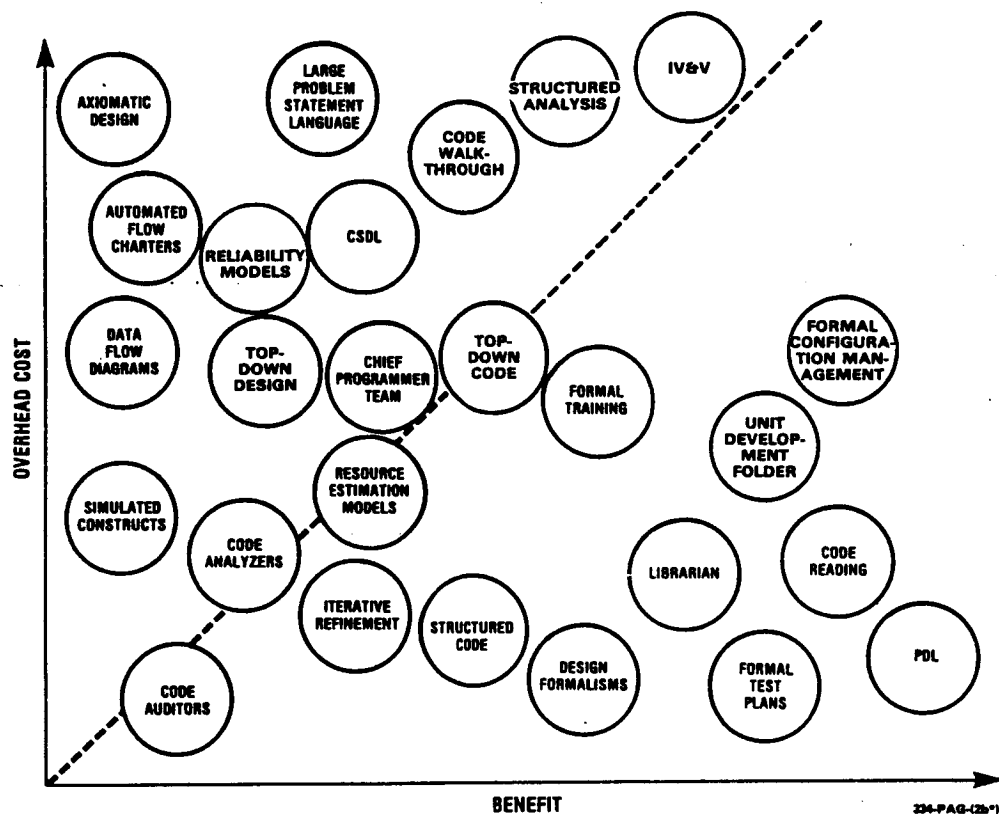 AXIOMATIC
DESIGN
LARGE
PROBLEM
STATEMENT
LANGUAGE
STRUCTURED
ANALYSIS
IV&V
CODE
WALK-
THROUGH
AUTOMATED
FLOW
CHARTERS
RELIABILITY
MODELS
CSDL
DATA
FLOW
DIAGRAMS
TOP-
DOWN
DESIGN
CHIEF
PROGRAMMER
TEAM
TOP-
DOWN
CODE
FORMAL
TRAINING
FORMAL
CONFIGURA-
TION MAN-
AGEMENT
UNIT
DEVELOP-
MENT
FOLDER
OVERHEAD COST
SIMULATED
CONSTRUCTS
CODE
ANALYZERS
RESOURCE
ESTIMATION
MODELS
LIBRARIAN
CODE
READING
ITERATIVE
REFINEMENT
STRUCTURED
CODE
DESIGN
FORMALISMS
FORMAL
TEST
PLANS
PDL
CODE
AUDITORS
BENEFIT
334-PAG-(2b*)